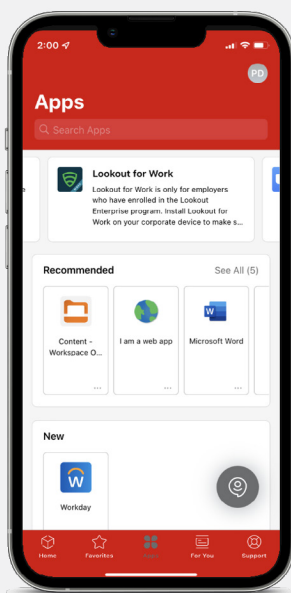 2:00
PD
Apps
Search Apps
Lookout for Work
Lookout for Work is only for employers
who have enrolled in the Lookout
Enterprise program. Install Lookout for
Work on your corporate device to make s...
Recommended
See All (5)
Content -
Workspace O...
I am a web app
W
Microsoft Word
New
Workday
Home
Favorites
Apps
For You
Support